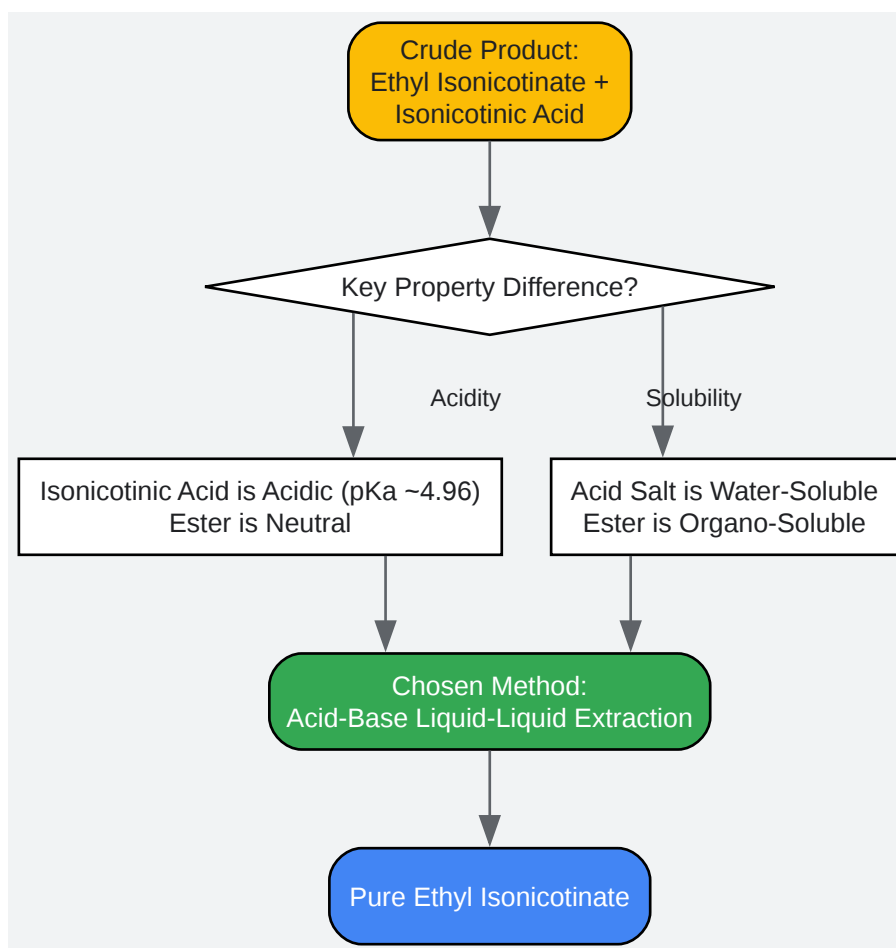 Crude Product:
Ethyl Isonicotinate +
Isonicotinic Acid
Key Property Difference?
Acidity
Solubility
Isonicotinic Acid is Acidic (pKa ~4.96)
Ester is Neutral
Acid Salt is Water-Soluble
Ester is Organo-Soluble
Chosen Method:
Acid-Base Liquid-Liquid Extraction
Pure Ethyl Isonicotinate